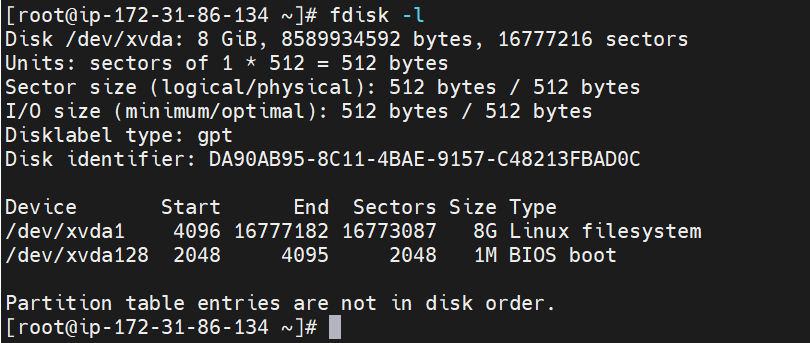 [root@ip-172-31-86-134 ~]# fdisk -l
Disk /dev/xvda: 8 GiB, 8589934592 bytes, 16777216 sectors
Units: sectors of 1 * 512 = 512 bytes
Sector size (logical/physical): 512 bytes / 512 bytes
I/O size (minimum/optimal): 512 bytes / 512 bytes
Disklabel type: gpt
Disk identifier: DA90AB95-8C11-4BAE-9157-C48213FBAD0C

Device       Start      End  Sectors Size Type
/dev/xvda1    4096 16777182 16773087   8G Linux filesystem
/dev/xvda128  2048     4095     2048   1M BIOS boot

Partition table entries are not in disk order.
[root@ip-172-31-86-134 ~]#